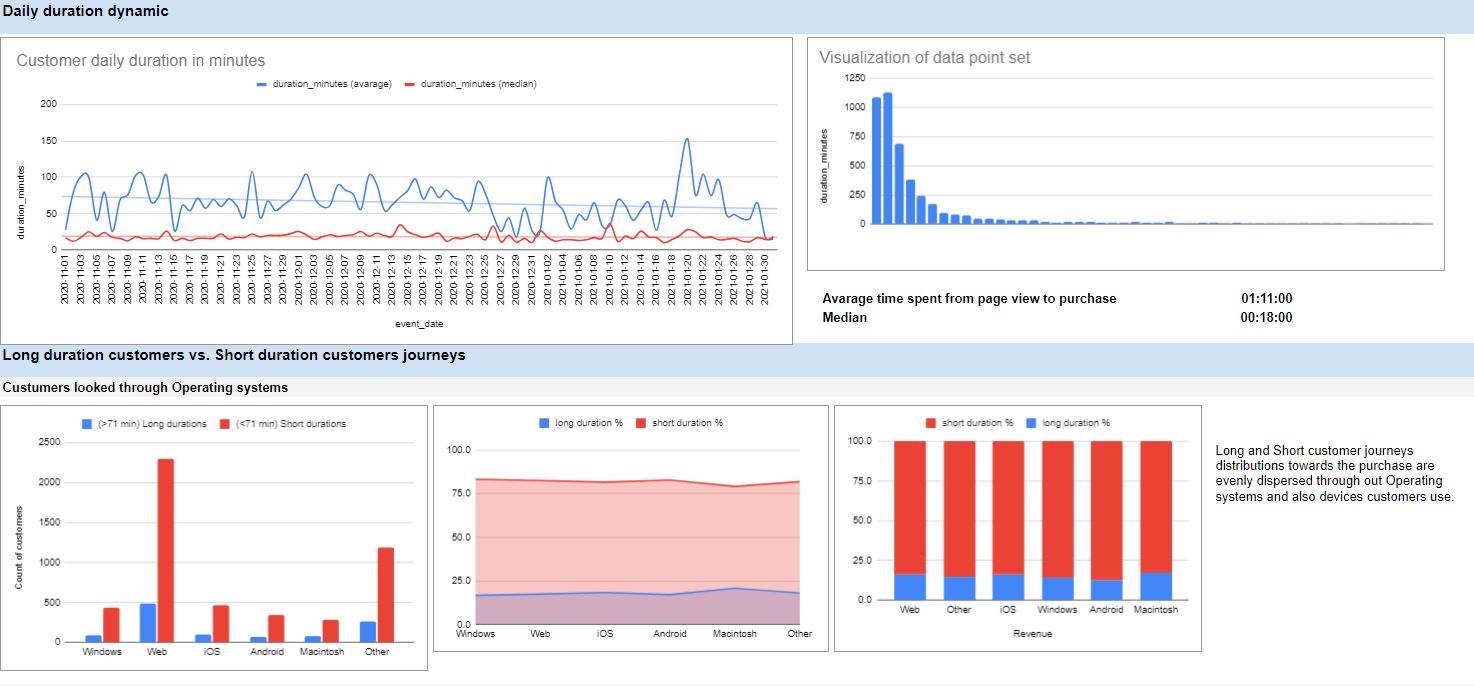 Daily duration dynamic
Customer daily duration in minutes
duration_minutes (avarage)
duration_minutes (median)
200
150
100
50
0
duration_minutes
2020-11-01
2020-11-03
2020-11-05
2020-11-07
2020-11-09
2020-11-11
2020-11-13
2020-11-15
2020-11-17
2020-11-19
2020-11-21
2020-11-23
2020-11-25
2020-11-27
2020-11-29
2020-12-01
2020-12-03
2020-12-05
2020-12-07
2020-12-09
2020-12-11
2020-12-13
2020-12-15
2020-12-17
2020-12-19
2020-12-21
2020-12-23
2020-12-25
2020-12-27
2020-12-29
2020-12-31
2021-01-02
2021-01-04
2021-01-06
2021-01-08
2021-01-10
2021-01-12
2021-01-14
2021-01-16
2021-01-18
2021-01-20
2021-01-22
2021-01-24
2021-01-26
2021-01-28
2021-01-30
event_date
Visualization of data point set
1250
1000
750
500
250
0
duration_minutes
Avarage time spent from page view to purchase 01:11:00
Median 00:18:00
Long duration customers vs. Short duration customers journeys
Custumers looked through Operating systems
(>71 min) Long durations
(<71 min) Short durations
2500
2000
1500
1000
500
0
Count of customers
Windows Web iOS Android Macintosh Other
long duration %
short duration %
100.0
75.0
50.0
25.0
0.0
Windows Web iOS Android Macintosh Other
short duration %
long duration %
100.0
75.0
50.0
25.0
0.0
Web Other iOS Windows Android Macintosh
Revenue
Long and Short customer journeys
distributions towards the purchase are
evenly dispersed through out Operating
systems and also devices customers use.